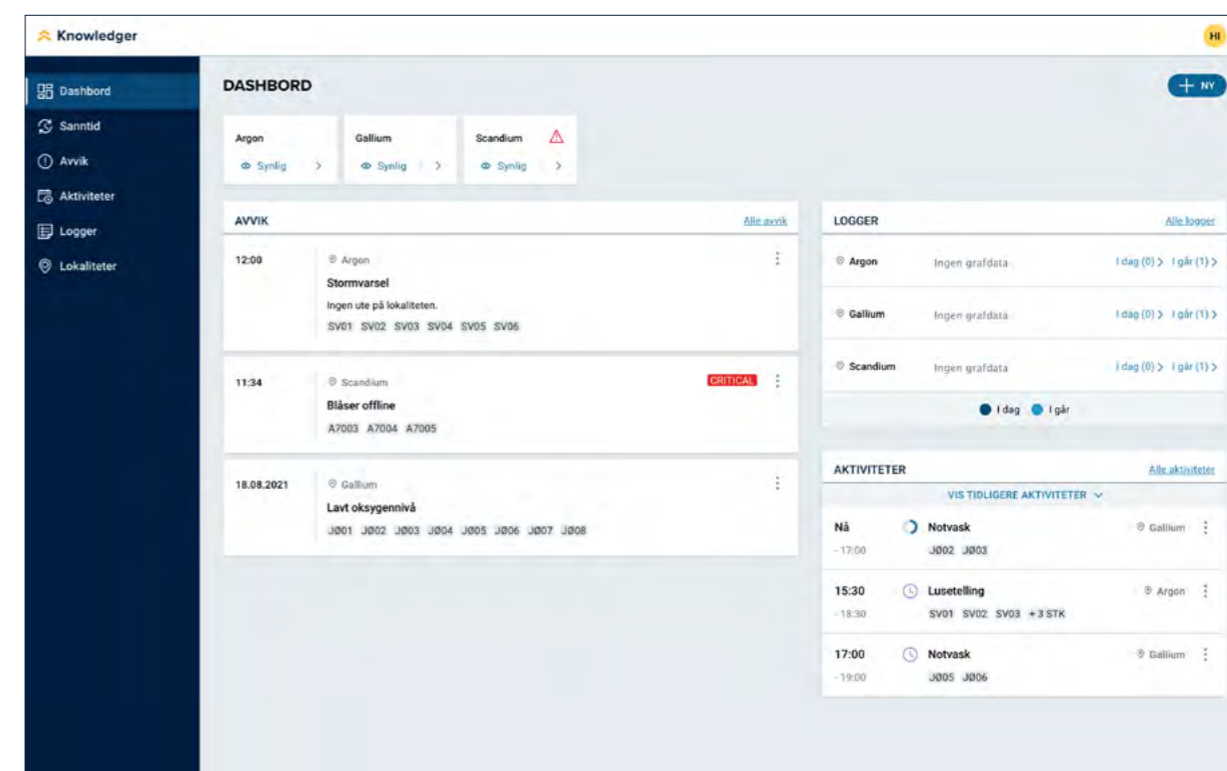 Knowledger
HI
Dashbord
Sanntid
Avvik
Aktiviteter
Logger
Lokaliteter
DASHBORD
+ NY
Argon
Synlig >
Gallium
Synlig >
Scandium
Synlig >
AVVIK Alle avvik
12:00 Argon
Stormvarsel
Ingen ute på lokaliteten.
SV01 SV02 SV03 SV04 SV05 SV06
11:34 Scandium CRITICAL
Blåser offline
A7003 A7004 A7005
18.08.2021 Gallium
Lavt oksygennivå
JØ01 JØ02 JØ03 JØ04 JØ05 JØ06 JØ07 JØ08
LOGGER Alle logger
Argon Ingen grafdata I dag (0) > I går (1) >
Gallium Ingen grafdata I dag (0) > I går (1) >
Scandium Ingen grafdata I dag (0) > I går (1) >
I dag I går
AKTIVITETER Alle aktiviteter
VIS TIDLIGERE AKTIVITETER
Nå Notvask Gallium
- 17:00 JØ02 JØ03
15:30 Lusetelling Argon
- 18:30 SV01 SV02 SV03 + 3 STK
17:00 Notvask Gallium
- 19:00 JØ05 JØ06